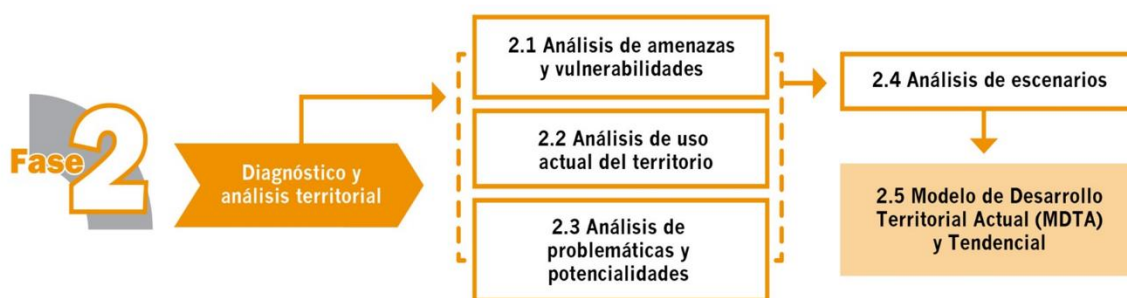 Fase 2
Diagnóstico y
análisis territorial
2.1 Análisis de amenazas
y vulnerabilidades
2.2 Análisis de uso
actual del territorio
2.3 Análisis de
problemáticas y
potencialidades
2.4 Análisis de escenarios
2.5 Modelo de Desarrollo
Territorial Actual (MDTA)
y Tendencial